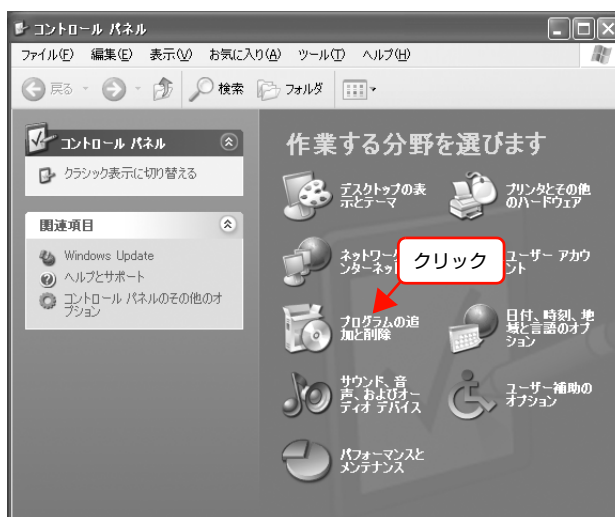 コントロール パネル
ファイル(F) 編集(E) 表示(V) お気に入り(A) ツール(T) ヘルプ(H)
戻る 検索 フォルダ
コントロール パネル
クラシック表示に切り替える
関連項目
Windows Update
ヘルプとサポート
コントロール パネルのその他のオ
プション
作業する分野を選びます
デスクトップの表
示とテーマ
プリンタとその他
のハードウェア
ネットワー
ンターネッ
クリック
ユーザー アカウ
ント
プログラムの追
加と削除
日付、時刻、地
域と言語のオプ
ション
サウンド、音
声、およびオー
ディオ デバイス
ユーザー補助の
オプション
パフォーマンスと
メンテナンス